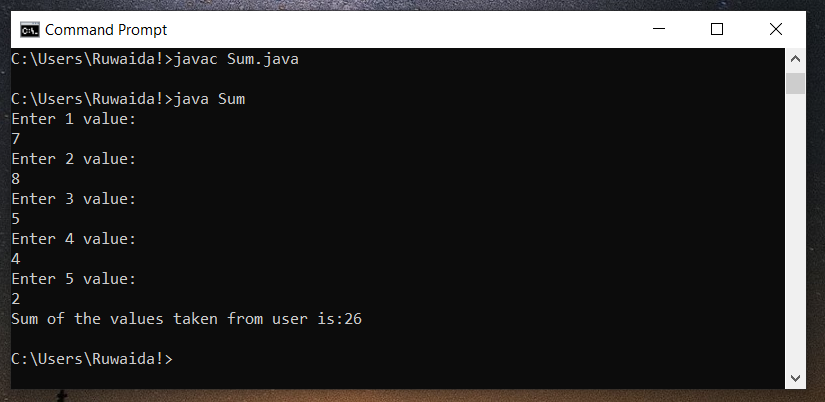 Command Prompt
C:\Users\Ruwaida!>javac Sum.java
C:\Users\Ruwaida!>java Sum
Enter 1 value:
7
Enter 2 value:
8
Enter 3 value:
5
Enter 4 value:
4
Enter 5 value:
2
Sum of the values taken from user is:26
C:\Users\Ruwaida!>